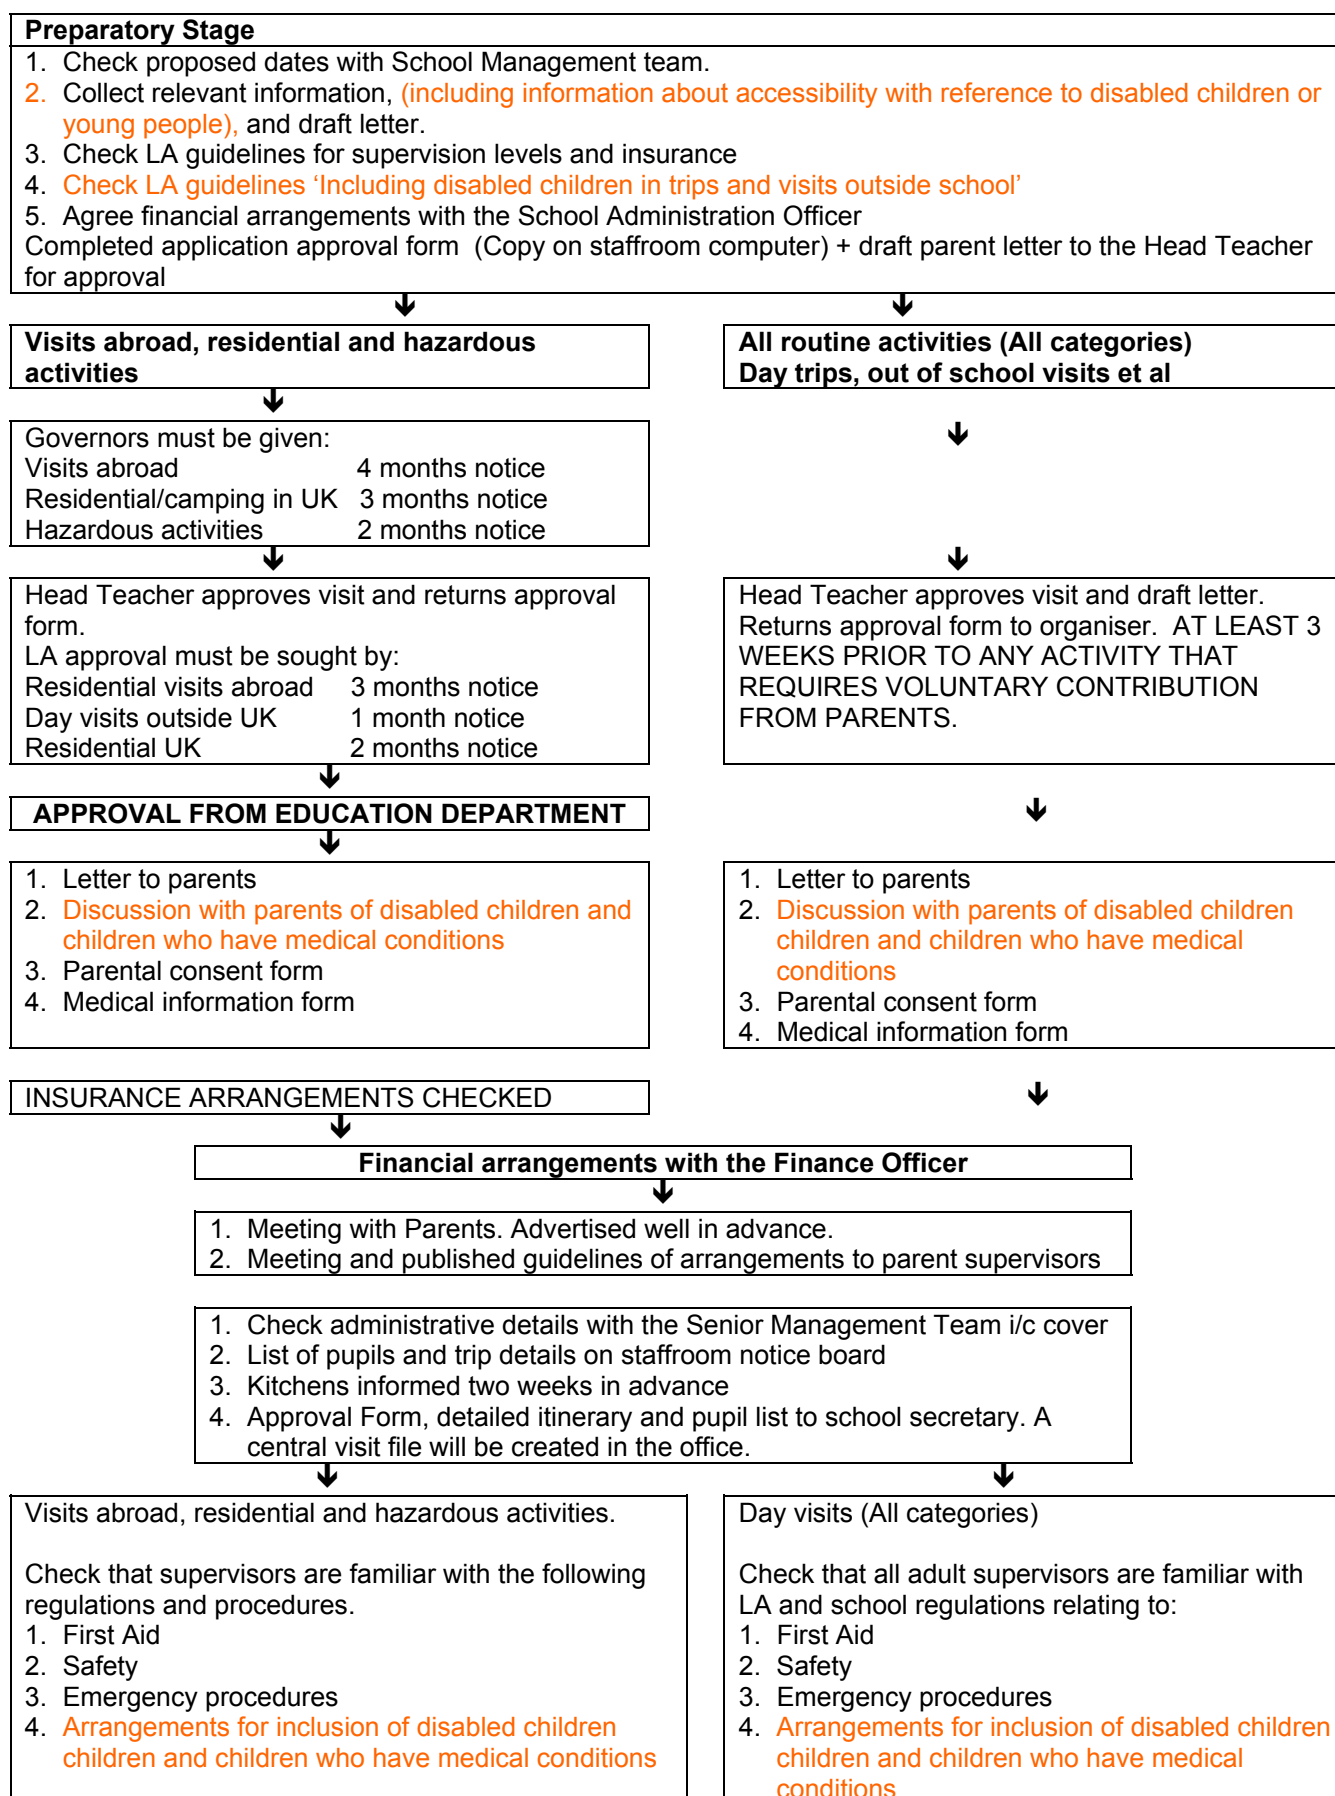 Preparatory Stage
1. Check proposed dates with School Management team.
2. Collect relevant information, (including information about accessibility with reference to disabled children or
young people), and draft letter.
3. Check LA guidelines for supervision levels and insurance
4. Check LA guidelines ‘Including disabled children in trips and visits outside school’
5. Agree financial arrangements with the School Administration Officer
Completed application approval form (Copy on staffroom computer) + draft parent letter to the Head Teacher
for approval
Visits abroad, residential and hazardous
activities
Governors must be given:
Visits abroad 4 months notice
Residential/camping in UK 3 months notice
Hazardous activities 2 months notice
Head Teacher approves visit and returns approval
form.
LA approval must be sought by:
Residential visits abroad 3 months notice
Day visits outside UK 1 month notice
Residential UK 2 months notice
APPROVAL FROM EDUCATION DEPARTMENT
1. Letter to parents
2. Discussion with parents of disabled children and
children who have medical conditions
3. Parental consent form
4. Medical information form
INSURANCE ARRANGEMENTS CHECKED
All routine activities (All categories)
Day trips, out of school visits et al
Head Teacher approves visit and draft letter.
Returns approval form to organiser. AT LEAST 3
WEEKS PRIOR TO ANY ACTIVITY THAT
REQUIRES VOLUNTARY CONTRIBUTION
FROM PARENTS.
1. Letter to parents
2. Discussion with parents of disabled children
children and children who have medical
conditions
3. Parental consent form
4. Medical information form
Financial arrangements with the Finance Officer
1. Meeting with Parents. Advertised well in advance.
2. Meeting and published guidelines of arrangements to parent supervisors
1. Check administrative details with the Senior Management Team i/c cover
2. List of pupils and trip details on staffroom notice board
3. Kitchens informed two weeks in advance
4. Approval Form, detailed itinerary and pupil list to school secretary. A
central visit file will be created in the office.
Visits abroad, residential and hazardous activities.
Check that supervisors are familiar with the following
regulations and procedures.
1. First Aid
2. Safety
3. Emergency procedures
4. Arrangements for inclusion of disabled children
children and children who have medical conditions
Day visits (All categories)
Check that all adult supervisors are familiar with
LA and school regulations relating to:
1. First Aid
2. Safety
3. Emergency procedures
4. Arrangements for inclusion of disabled children
children and children who have medical
conditions